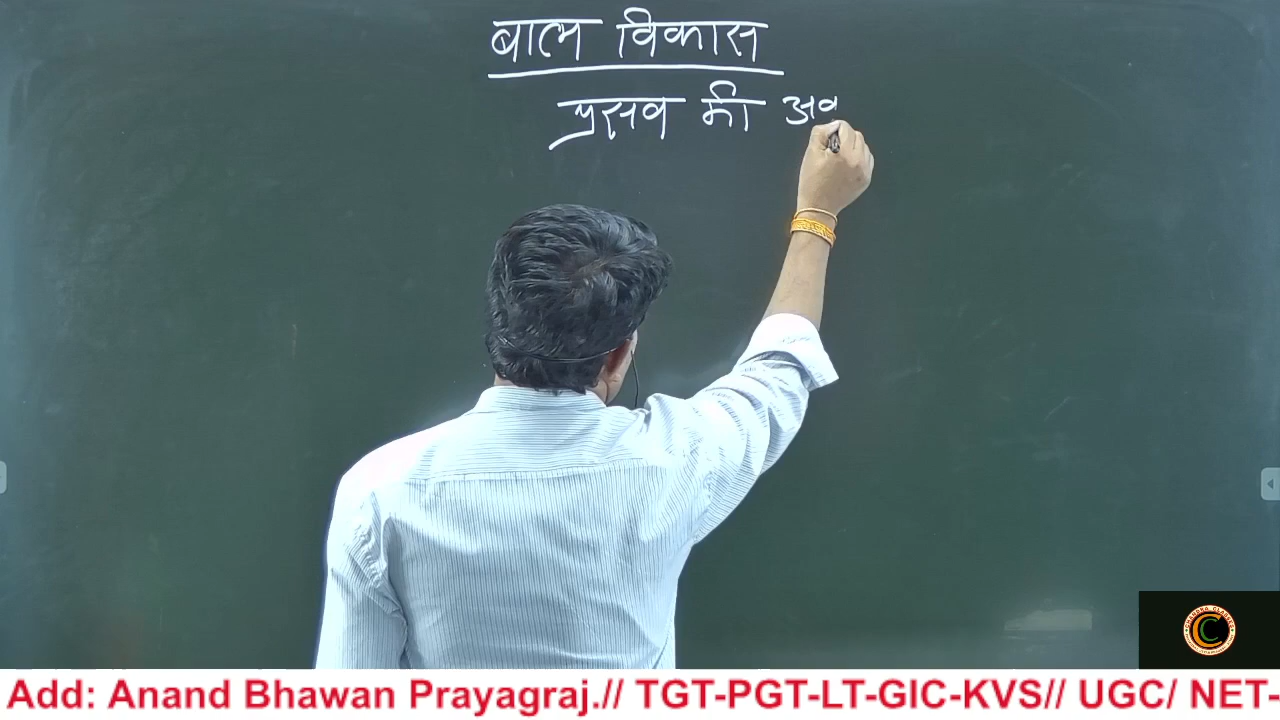 बाल विकास
प्रसव की अव
Add: Anand Bhawan Prayagraj.// TGT-PGT-LT-GIC-KVS// UGC/ NET-